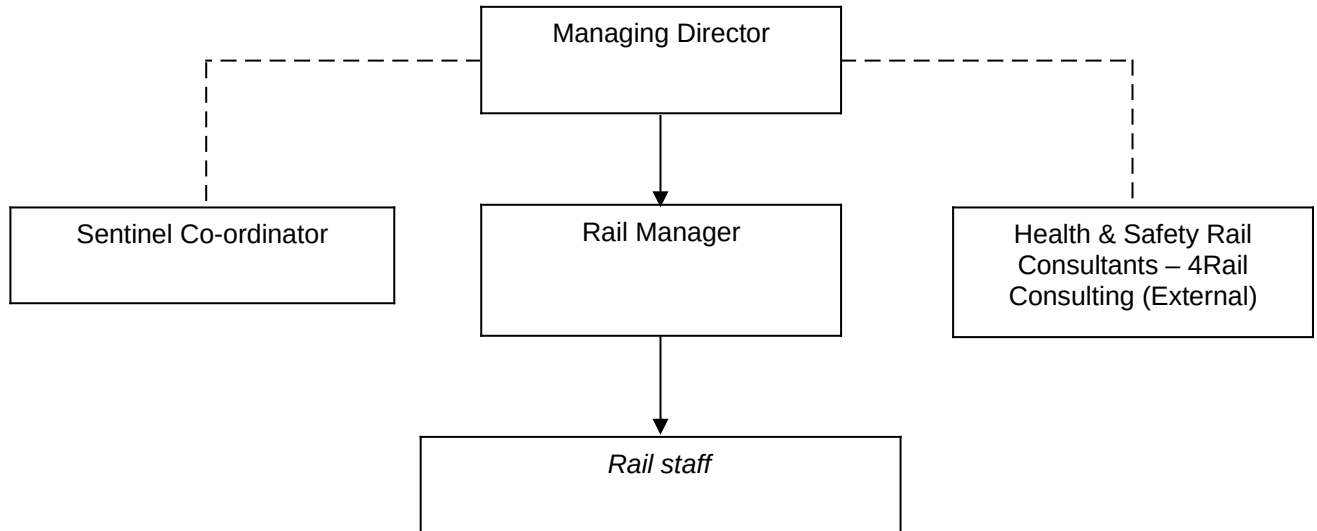 Managing Director
Sentinel Co-ordinator
Rail Manager
Health & Safety Rail
Consultants – 4Rail
Consulting (External)
Rail staff